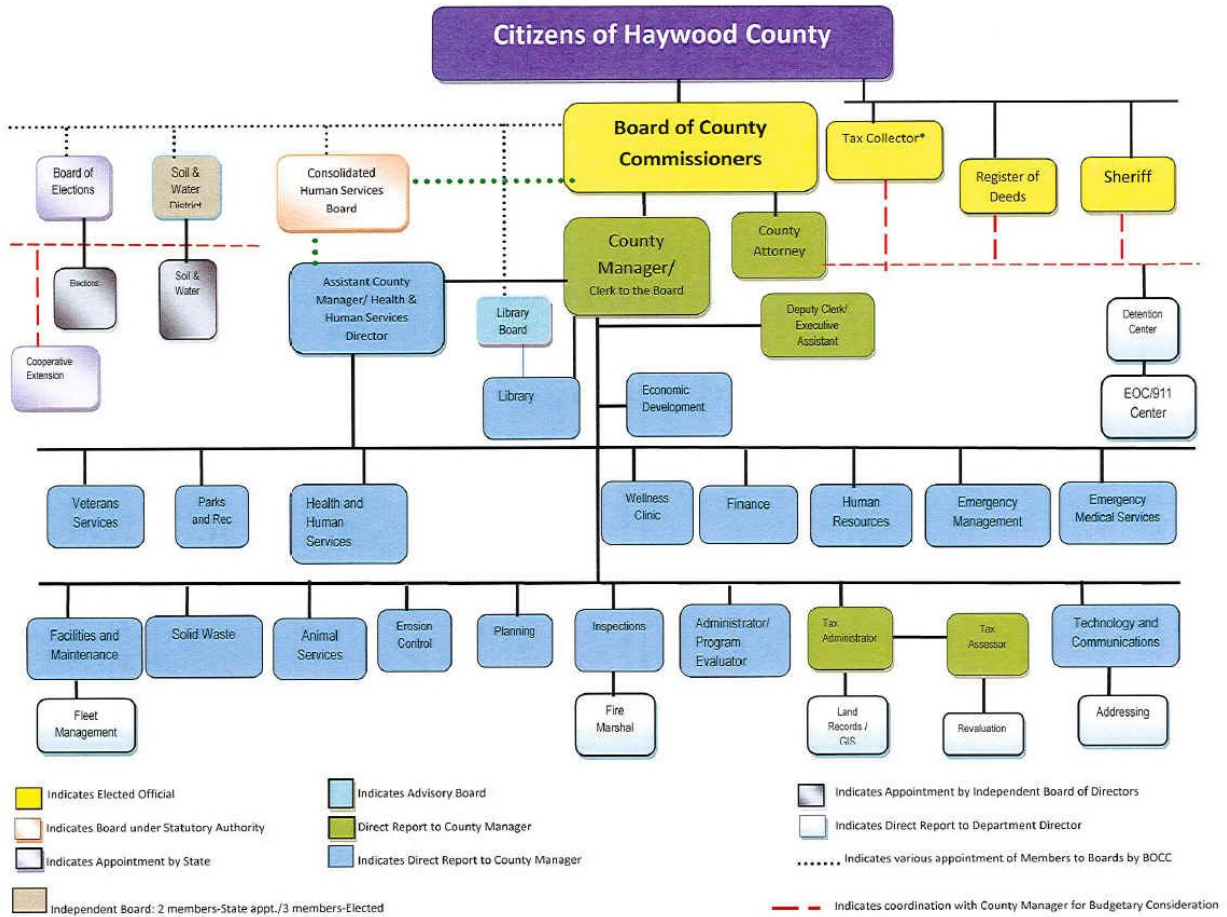 Citizens of Haywood County
Board of County
Commissioners
Tax Collector*
Register of
Deeds
Sheriff
Board of
Elections
Soil &
Water
District
Consolidated
Human Services
Board
County
Manager/
Clerk to the Board
County
Attorney
Elections
Soil &
Water
Assistant County
Manager/ Health &
Human Services
Director
Library
Board
Deputy Clerk/
Executive
Assistant
Detention
Center
Cooperative
Extension
Library
Economic
Development
EOC/911
Center
Veterans
Services
Parks
and Rec
Health and
Human
Services
Wellness
Clinic
Finance
Human
Resources
Emergency
Management
Emergency
Medical Services
Facilities and
Maintenance
Solid Waste
Animal
Services
Erosion
Control
Planning
Inspections
Administrator/
Program
Evaluator
Tax
Administrator
Tax
Assessor
Technology and
Communications
Fleet
Management
Fire
Marshal
Land
Records /
GIS
Revaluation
Addressing
Indicates Elected Official
Indicates Board under Statutory Authority
Indicates Appointment by State
Independent Board: 2 members-State appt./3 members-Elected
Indicates Advisory Board
Direct Report to County Manager
Indicates Direct Report to County Manager
Indicates Appointment by Independent Board of Directors
Indicates Direct Report to Department Director
Indicates various appointment of Members to Boards by BOCC
Indicates coordination with County Manager for Budgetary Consideration